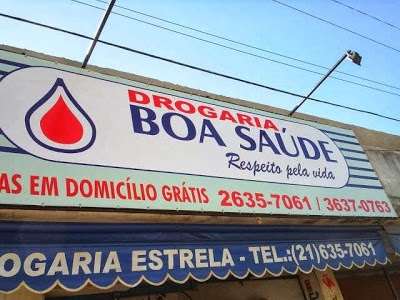 DROGARIA
BOA SAÚDE
Respeito pela vida
AS EM DOMICÍLIO GRÁTIS 2635-7061 / 3637-0763
OGARIA ESTRELA - TEL.:(21)635-7061